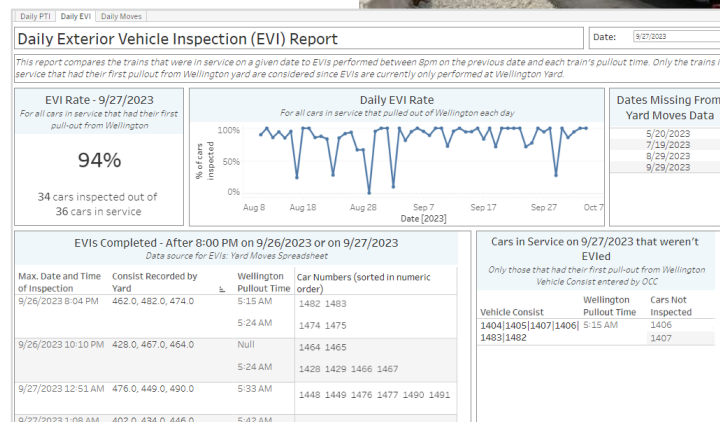 Daily PTI Daily EVI Daily Moves
Daily Exterior Vehicle Inspection (EVI) Report
Date: 9/27/2023
This report compares the trains that were in service on a given date to EVIs performed between 8pm on the previous date and each train's pullout time. Only the trains i
service that had their first pullout from Wellington yard are considered since EVIs are currently only performed at Wellington Yard.
EVI Rate - 9/27/2023
For all cars in service that had their first
pull-out from Wellington
94%
34 cars inspected out of
36 cars in service
Daily EVI Rate
For all cars in service that pulled out of Wellington each day
% of cars
inspected
100%
50%
0%
Aug 8 Aug 18 Aug 28 Sep 7 Sep 17 Sep 27 Oct 7
Date [2023]
Dates Missing From
Yard Moves Data
5/20/2023
7/19/2023
8/29/2023
9/29/2023
EVIs Completed - After 8:00 PM on 9/26/2023 or on 9/27/2023
Data source for EVIs: Yard Moves Spreadsheet
Max. Date and Time Consist Recorded by Wellington Car Numbers (sorted in numeric
of Inspection Yard Pullout Time order)
9/26/2023 8:04 PM 462.0, 482.0, 474.0 5:15 AM 1482 1483
5:24 AM 1474 1475
9/26/2023 10:10 PM 428.0, 467.0, 464.0 Null 1464 1465
5:24 AM 1428 1429 1466 1467
9/27/2023 12:51 AM 476.0, 449.0, 490.0 5:33 AM 1448 1449 1476 1477 1490 1491
9/27/2023 1:08 AM 402.0, 434.0, 446.0 5:42 AM
Cars in Service on 9/27/2023 that weren't
EVIed
Only those that had their first pull-out from Wellington
Vehicle Consist entered by OCC
Wellington Cars Not
Vehicle Consist Pullout Time Inspected
1404|1405|1407|1406| 5:15 AM 1406
1483|1482 1407